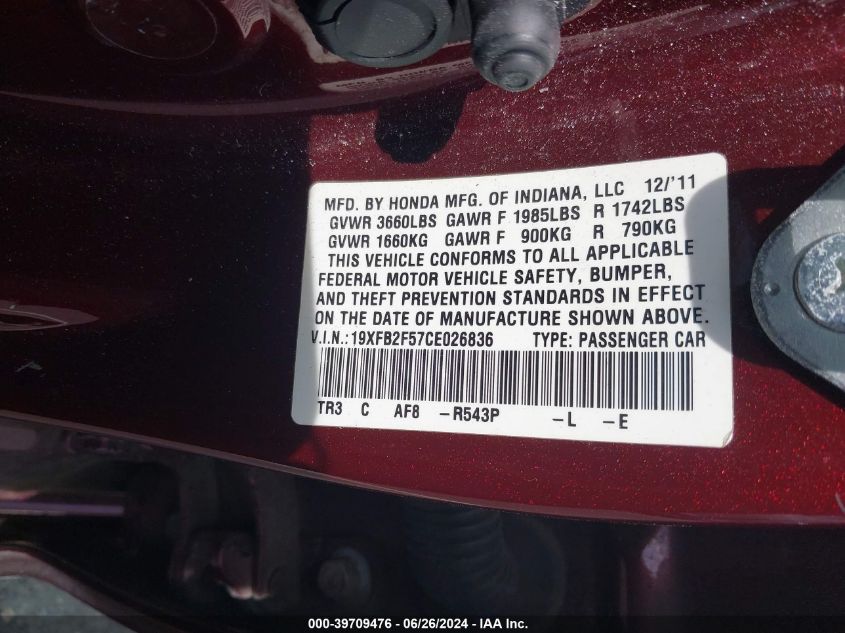 MFD. BY HONDA MFG. OF INDIANA, LLC 12/'11
GVWR 3660LBS GAWR F 1985LBS R 1742LBS
GVWR 1660KG GAWR F 900KG R 790KG
THIS VEHICLE CONFORMS TO ALL APPLICABLE
FEDERAL MOTOR VEHICLE SAFETY, BUMPER,
AND THEFT PREVENTION STANDARDS IN EFFECT
ON THE DATE OF MANUFACTURE SHOWN ABOVE.
V.I.N.:19XFB2F57CE026836 TYPE: PASSENGER CAR
TR3 C AF8 -R543P -L -E
000-39709476 / 06/26/2024 - IAA Inc.